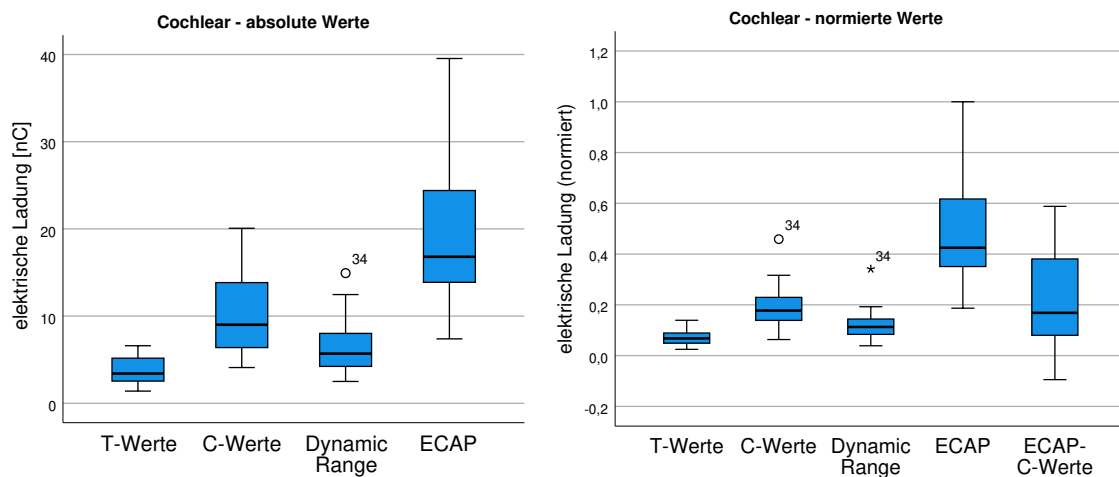 Cochlear - absolute Werte
elektrische Ladung [nC]
40
30
20
10
0
34
T-Werte
C-Werte
Dynamic
Range
ECAP
Cochlear - normierte Werte
elektrische Ladung (normiert)
1,2
1,0
0,8
0,6
0,4
0,2
0,0
-0,2
34
34
T-Werte
C-Werte
Dynamic
Range
ECAP
ECAP-
C-Werte